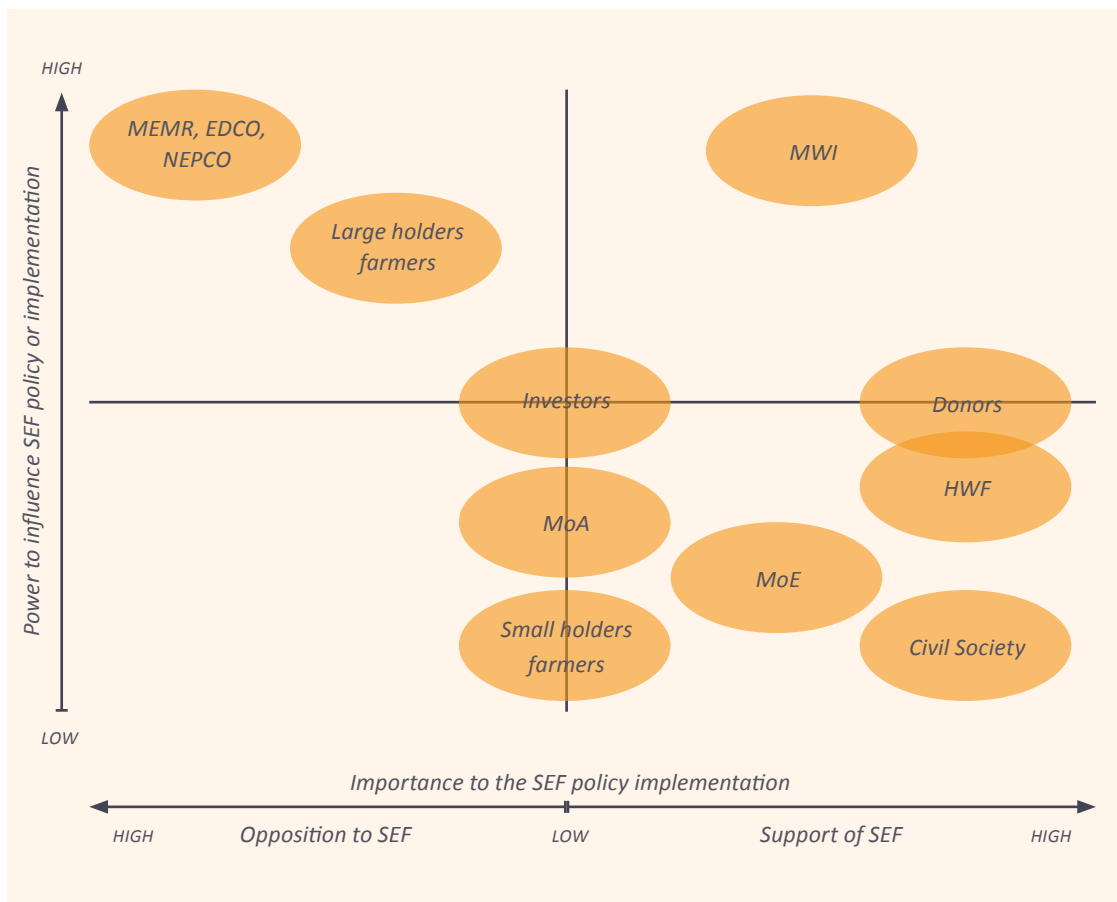 HIGH
MEMR, EDCO,
NEPCO
MWI
Large holders
farmers
Power to influence SEF policy or implementation
Investors
Donors
HWF
MoA
MoE
Small holders
farmers
Civil Society
LOW
Importance to the SEF policy implementation
HIGH
Opposition to SEF
LOW
Support of SEF
HIGH